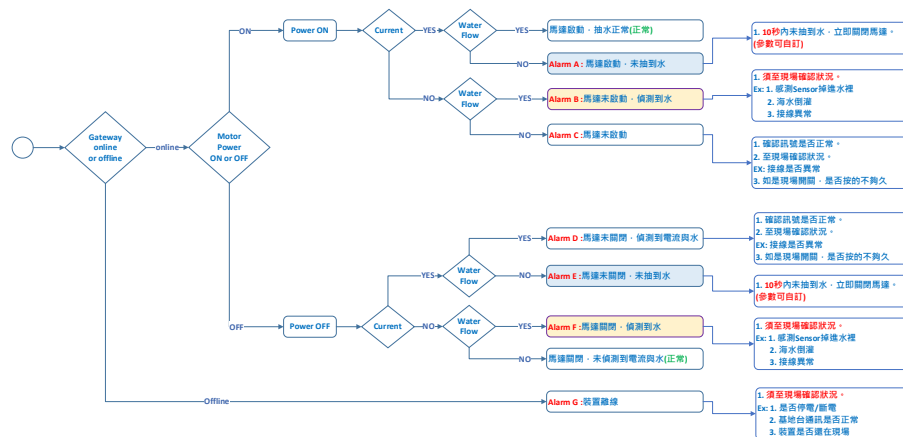 Gateway
online
or offline
online
Offline
Motor
Power
ON or OFF
ON
OFF
Power ON
Current
YES
NO
Water
Flow
YES
NO
馬達啟動，抽水正常(正常)
Alarm A : 馬達啟動，未抽到水
1. 10秒內未抽到水，立即關閉馬達。
(參數可自訂)
Water
Flow
YES
NO
Alarm B : 馬達未啟動，偵測到水
1. 須至現場確認狀況。
Ex: 1. 感測Sensor掉進水裡
2. 海水倒灌
3. 接線異常
Alarm C : 馬達未啟動
1. 確認訊號是否正常。
2. 至現場確認狀況。
EX: 接線是否異常
3. 如是現場開關，是否按的不夠久
Power OFF
Current
YES
NO
Water
Flow
YES
NO
Alarm D :馬達未關閉，偵測到電流與水
1. 確認訊號是否正常。
2. 至現場確認狀況。
EX: 接線是否異常
3. 如是現場開關，是否按的不夠久
Alarm E :馬達未關閉，未抽到水
1. 10秒內未抽到水，立即關閉馬達。
(參數可自訂)
Water
Flow
YES
NO
Alarm F :馬達關閉，偵測到水
1. 須至現場確認狀況。
Ex: 1. 感測Sensor掉進水裡
2. 海水倒灌
3. 接線異常
馬達關閉，未偵測到電流與水(正常)
Alarm G :裝置離線
1. 須至現場確認狀況。
Ex: 1. 是否停電/斷電
2. 基地台通訊是否正常
3. 裝置是否還在現場